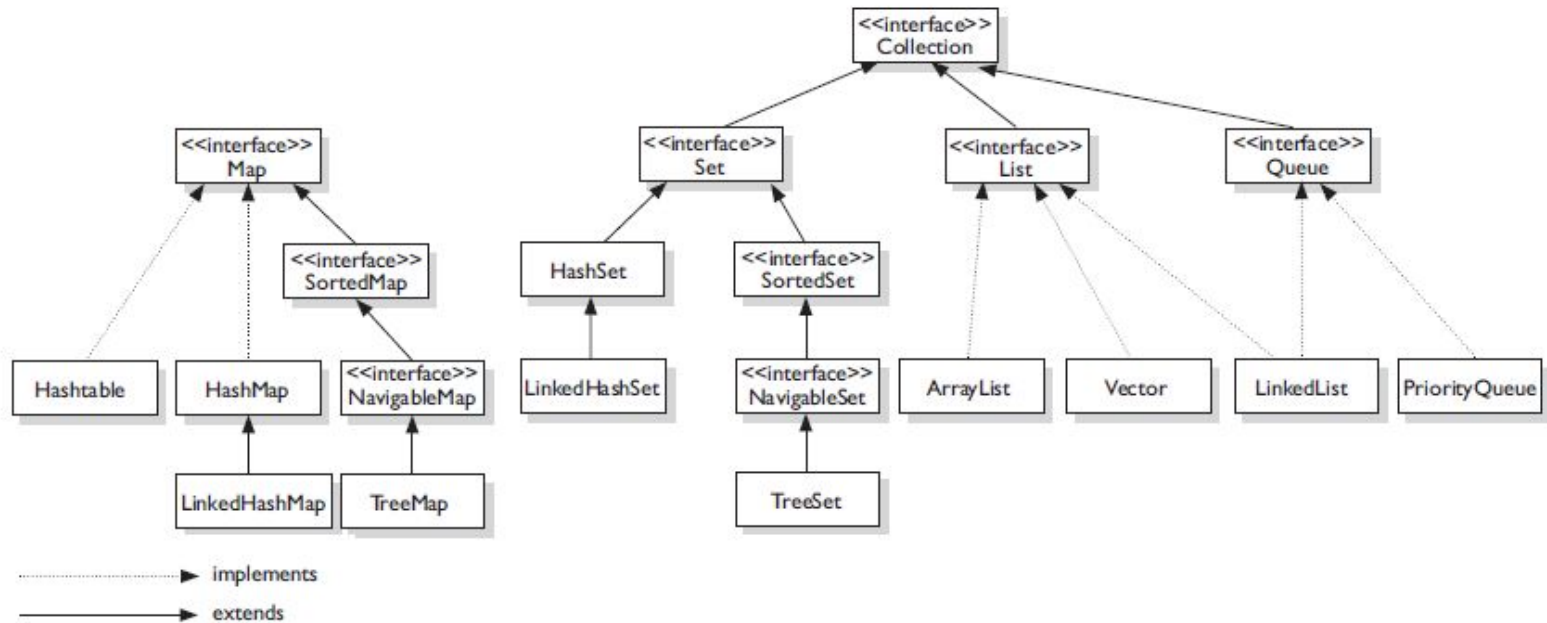 <<interface>>
Collection
<<interface>>
Map
<<interface>>
Set
<<interface>>
List
<<interface>>
Queue
<<interface>>
SortedMap
HashSet
<<interface>>
SortedSet
Hashtable
HashMap
<<interface>>
NavigableMap
LinkedHashSet
<<interface>>
NavigableSet
ArrayList
Vector
LinkedList
PriorityQueue
LinkedHashMap
TreeMap
TreeSet
implements
extends